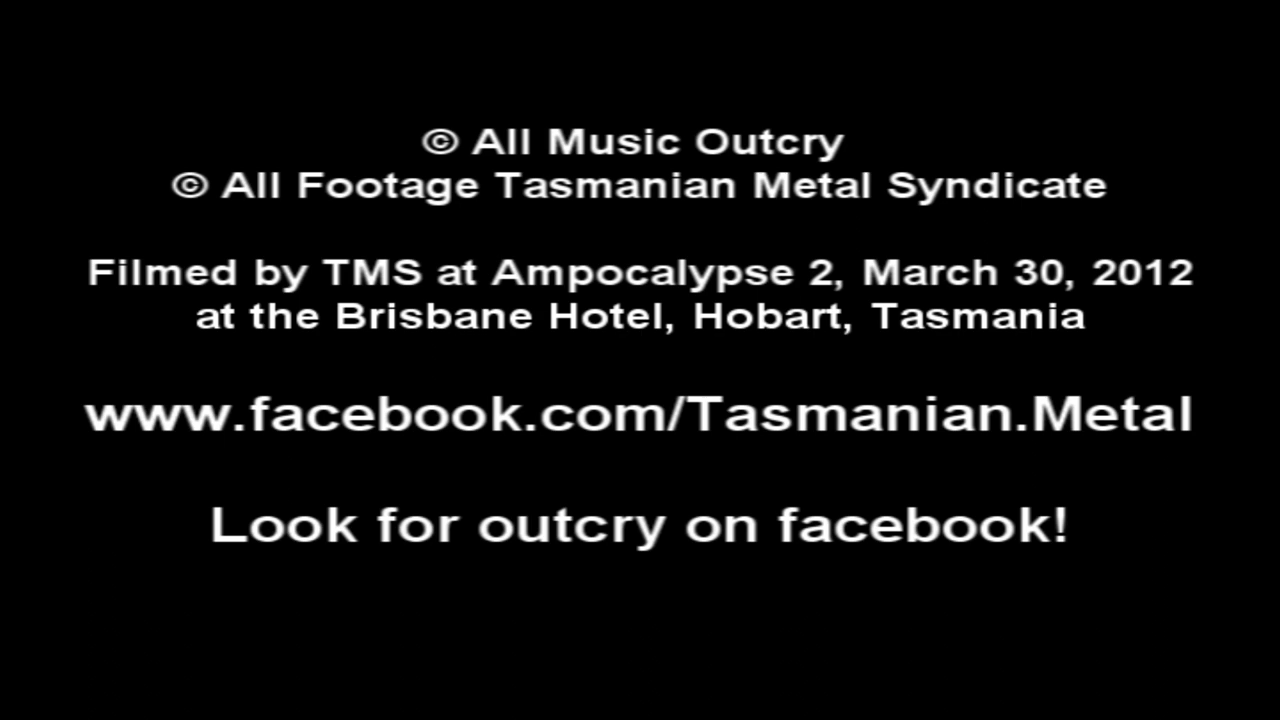 © All Music Outcry
© All Footage Tasmanian Metal Syndicate
Filmed by TMS at Ampocalypse 2, March 30, 2012
at the Brisbane Hotel, Hobart, Tasmania
www.facebook.com/Tasmanian.Metal
Look for outcry on facebook!